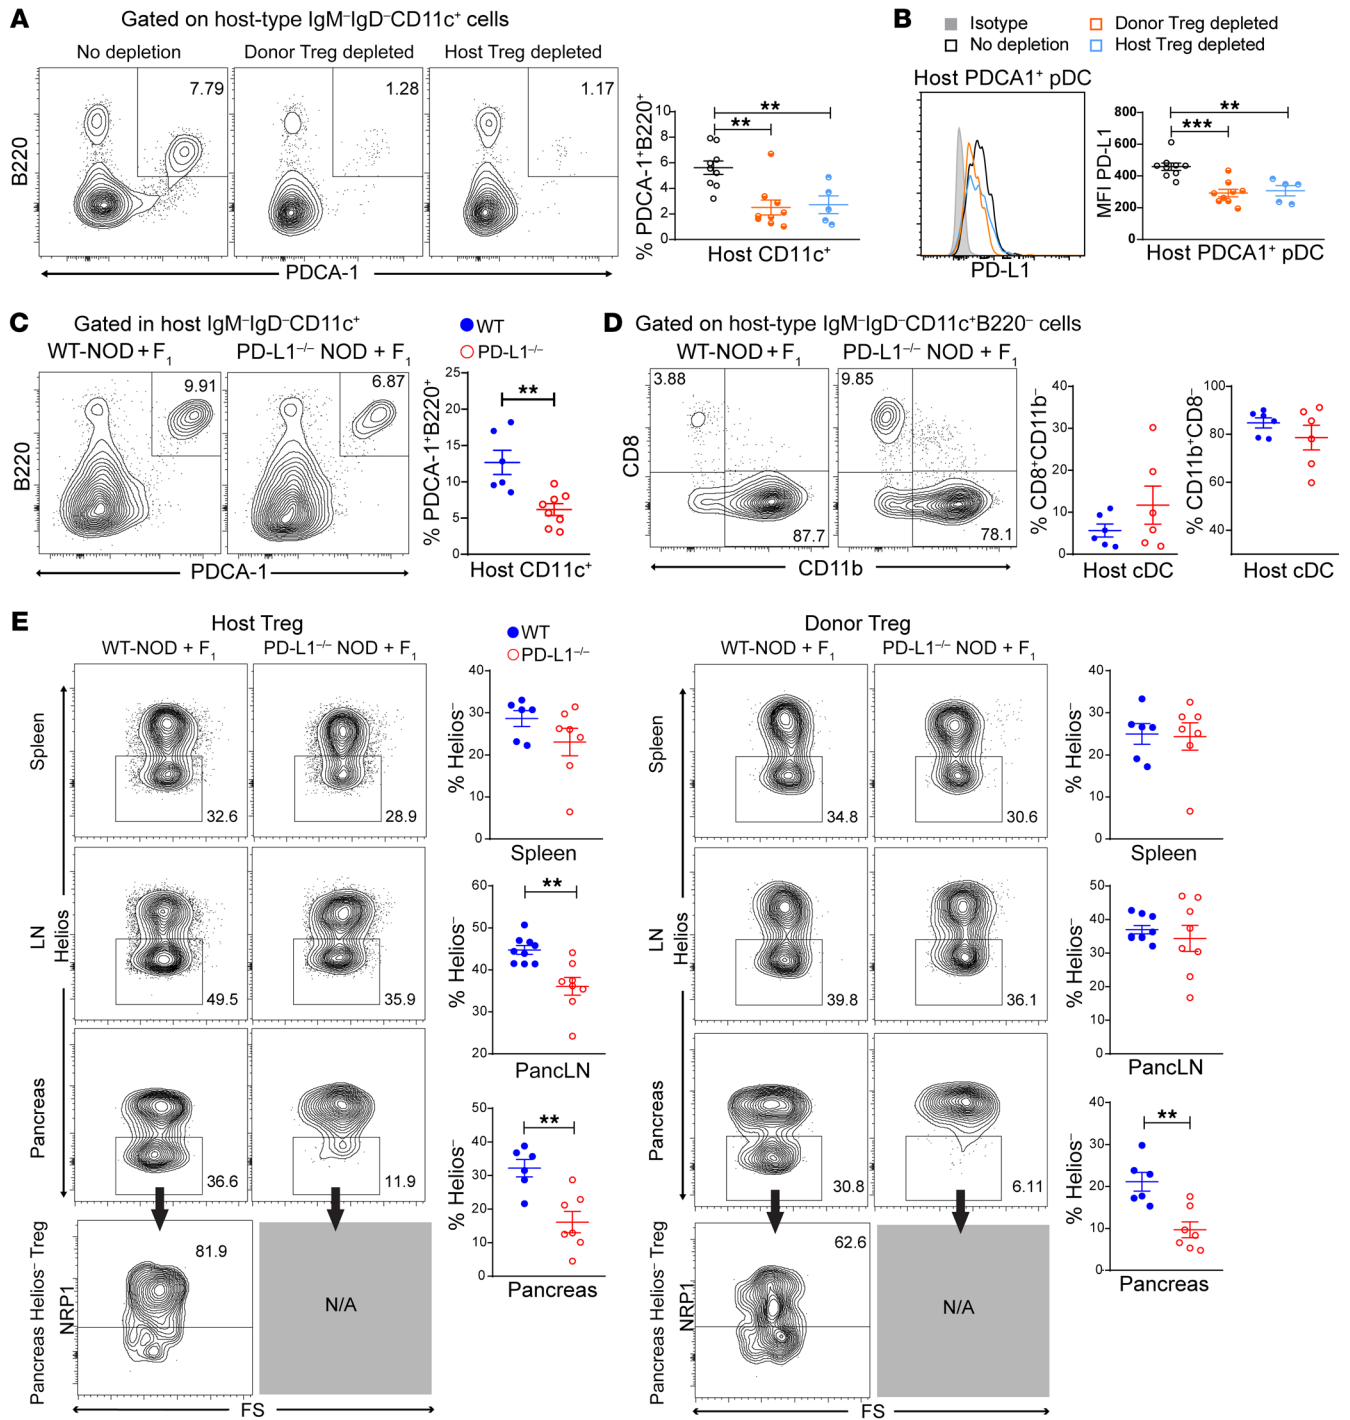 A
Gated on host-type IgM–IgD–CD11c+ cells
No depletion
Donor Treg depleted
Host Treg depleted
7.79
1.28
1.17
B220
PDCA-1
% PDCA-1+B220+
10
8
6
4
2
0
**
**
Host CD11c+
B
Isotype
No depletion
Donor Treg depleted
Host Treg depleted
Host PDCA1+ pDC
PD-L1
MFI PD-L1
800
600
400
200
0
**
***
Host PDCA1+ pDC
C
Gated in host IgM–IgD–CD11c+
WT-NOD + F1
PD-L1–/– NOD + F1
9.91
6.87
B220
PDCA-1
WT
PD-L1–/–
% PDCA-1+B220+
25
20
15
10
5
0
**
Host CD11c+
D
Gated on host-type IgM–IgD–CD11c+B220– cells
WT-NOD + F1
PD-L1–/– NOD + F1
3.88
9.85
87.7
78.1
CD8
CD11b
% CD8+CD11b–
40
30
20
10
0
Host cDC
% CD11b+CD8–
100
80
60
40
Host cDC
E
Host Treg
WT-NOD + F1
PD-L1–/– NOD + F1
WT
PD-L1–/–
Spleen
32.6
28.9
% Helios–
40
30
20
10
0
Spleen
LN
Helios
49.5
35.9
% Helios–
60
50
40
30
20
**
PancLN
Pancreas
36.6
11.9
% Helios–
50
40
30
20
10
0
**
Pancreas
Pancreas Helios– Treg
NRP1
81.9
N/A
FS
Donor Treg
WT-NOD + F1
PD-L1–/– NOD + F1
Spleen
34.8
30.6
% Helios–
40
30
20
10
0
Spleen
LN
Helios
39.8
36.1
% Helios–
50
40
30
20
10
0
PancLN
Pancreas
30.8
6.11
% Helios–
40
30
20
10
0
**
Pancreas
Pancreas Helios– Treg
NRP1
62.6
N/A
FS